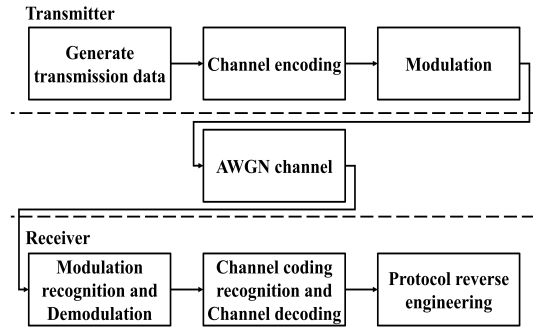 Transmitter
Generate
transmission data
Channel encoding
Modulation
AWGN channel
Receiver
Modulation
recognition and
Demodulation
Channel coding
recognition and
Channel decoding
Protocol reverse
engineering